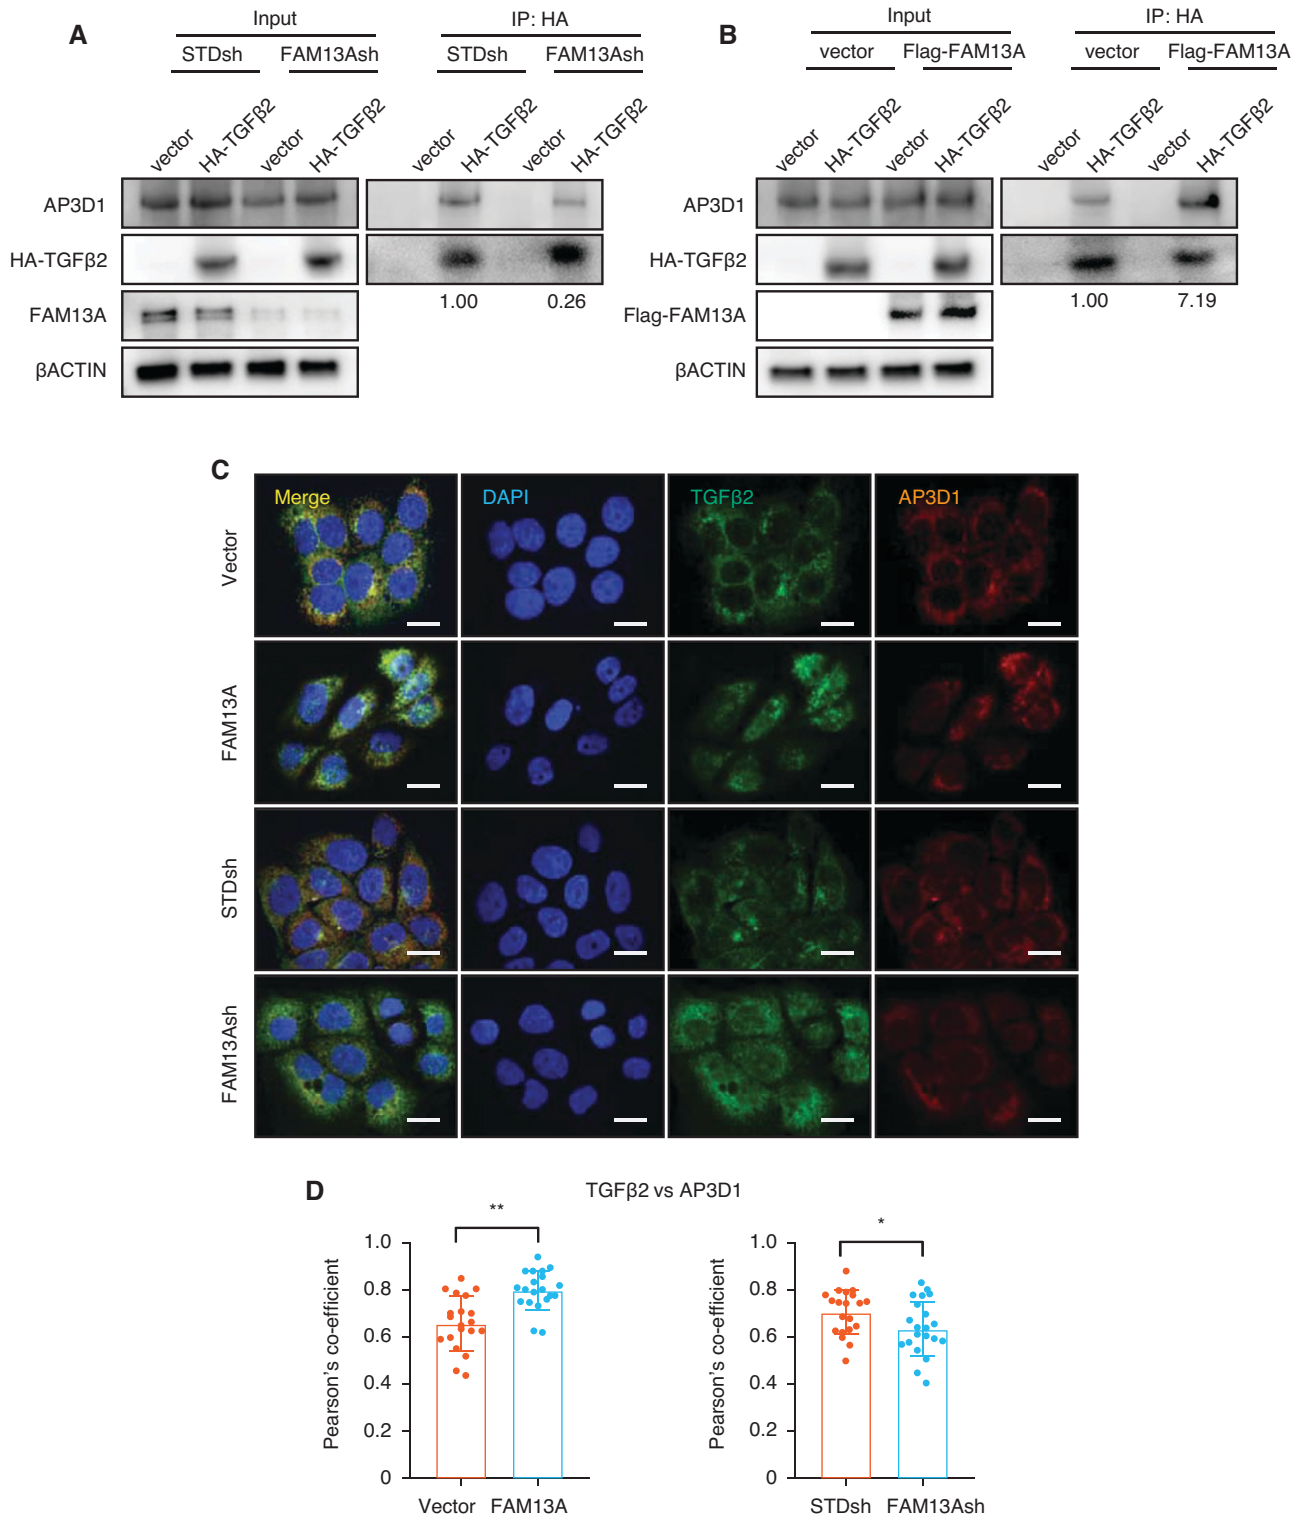 A
Input
IP: HA
STDsh
FAM13Ash
STDsh
FAM13Ash
vector
HA-TGFβ2
vector
HA-TGFβ2
vector
HA-TGFβ2
vector
HA-TGFβ2
AP3D1
HA-TGFβ2
1.00
0.26
FAM13A
βACTIN
B
Input
IP: HA
vector
Flag-FAM13A
vector
Flag-FAM13A
vector
HA-TGFβ2
vector
HA-TGFβ2
vector
HA-TGFβ2
vector
HA-TGFβ2
AP3D1
HA-TGFβ2
1.00
7.19
Flag-FAM13A
βACTIN
C
Merge
DAPI
TGFβ2
AP3D1
Vector
FAM13A
STDsh
FAM13Ash
D
TGFβ2 vs AP3D1
**
Pearson's co-efficient
1.0
0.8
0.6
0.4
0.2
0
Vector
FAM13A
*
Pearson's co-efficient
1.0
0.8
0.6
0.4
0.2
0
STDsh
FAM13Ash